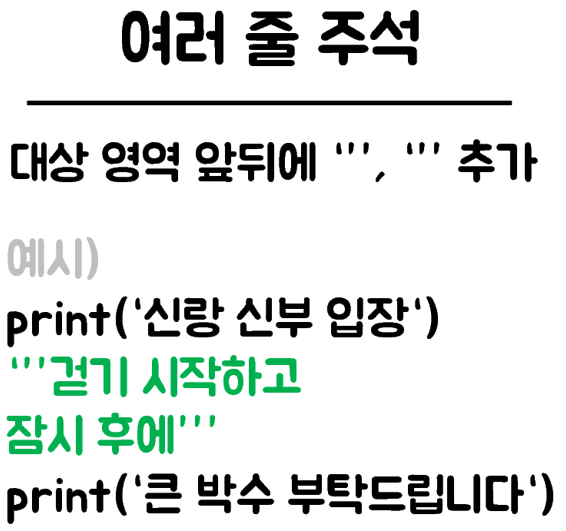 여러 줄 주석
대상 영역 앞뒤에 ‘‘’, ‘‘’ 추가
예시)
print(‘신랑 신부 입장‘)
‘‘’걷기 시작하고
잠시 후에’’’
print(‘큰 박수 부탁드립니다‘)